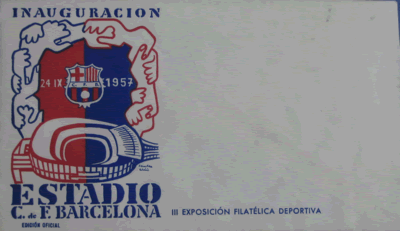 INAUGURACION
24 IX 1957
ESTADIO
C. de F. BARCELONA
EDICIÓN OFICIAL
III EXPOSICIÓN FILATÉLICA DEPORTIVA